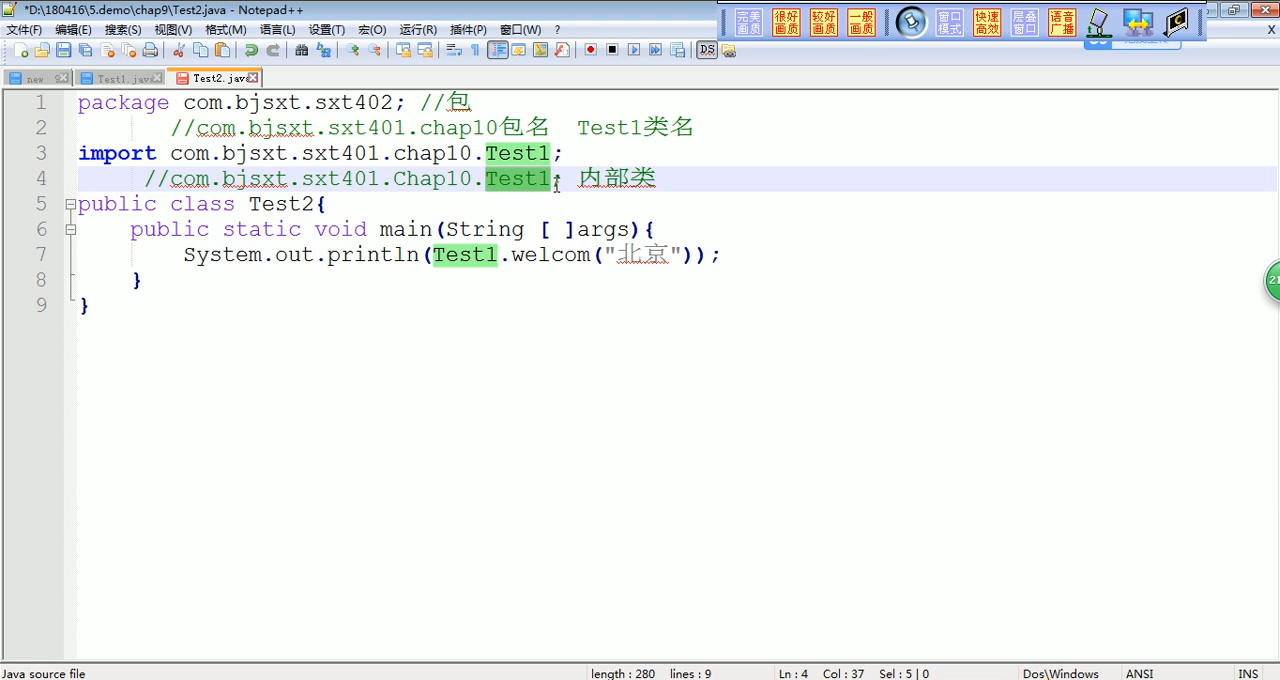 *D:\180416\5.demo\chap9\Test2.java - Notepad++
完美画质 很好画质 较好画质 一般画质 窗口模式 快速高效 层叠窗口 语音广播
文件(F) 编辑(E) 搜索(S) 视图(V) 格式(M) 语言(L) 设置(T) 宏(O) 运行(R) 插件(P) 窗口(W) ? X
new Test1.java Test2.java
1 package com.bjsxt.sxt402; //包
2 //com.bjsxt.sxt401.chap10包名 Test1类名
3 import com.bjsxt.sxt401.chap10.Test1;
4 //com.bjsxt.sxt401.Chap10.Test1; 内部类
5 public class Test2{
6 public static void main(String [ ]args){
7 System.out.println(Test1.welcom("北京"));
8 }
9 }
21
Java source file length : 280 lines : 9 Ln : 4 Col : 37 Sel : 5 | 0 Dos\Windows ANSI INS